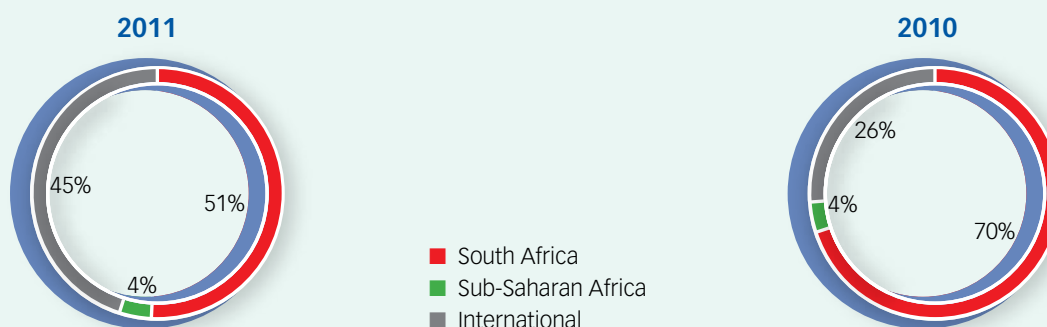 2011
45%
51%
4%
South Africa
Sub-Saharan Africa
International
2010
26%
4%
70%